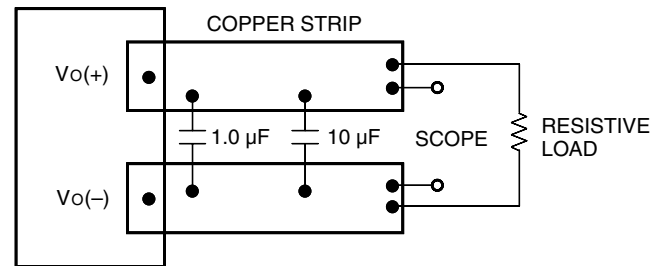 COPPER STRIP
VO(+)
1.0 µF
10 µF
SCOPE
RESISTIVE
LOAD
VO(–)